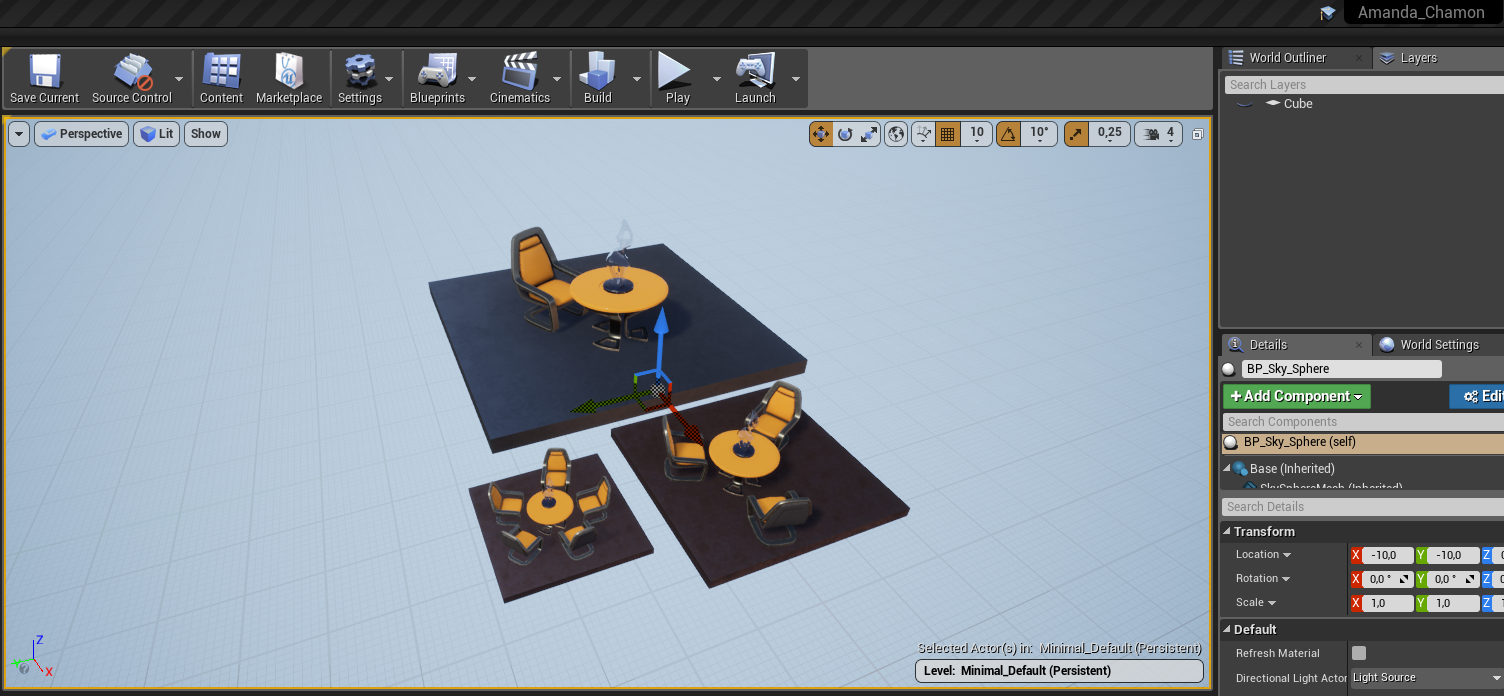 Amanda_Chamon
Save Current
Source Control
Content
Marketplace
Settings
Blueprints
Cinematics
Build
Play
Launch
World Outliner
Layers
Search Layers
Cube
Perspective
Lit
Show
10
10°
0,25
4
Details
World Settings
BP_Sky_Sphere
+Add Component
Edit
Search Components
BP_Sky_Sphere (self)
Base (Inherited)
SkySphereMesh (Inherited)
Search Details
Transform
Location X -10,0 Y -10,0 Z
Rotation X 0,0 ° Y 0,0 ° Z
Scale X 1,0 Y 1,0 Z
Default
Refresh Material
Directional Light Actor Light Source
Selected Actor(s) in: Minimal_Default (Persistent)
Level: Minimal_Default (Persistent)
Z
Y
X